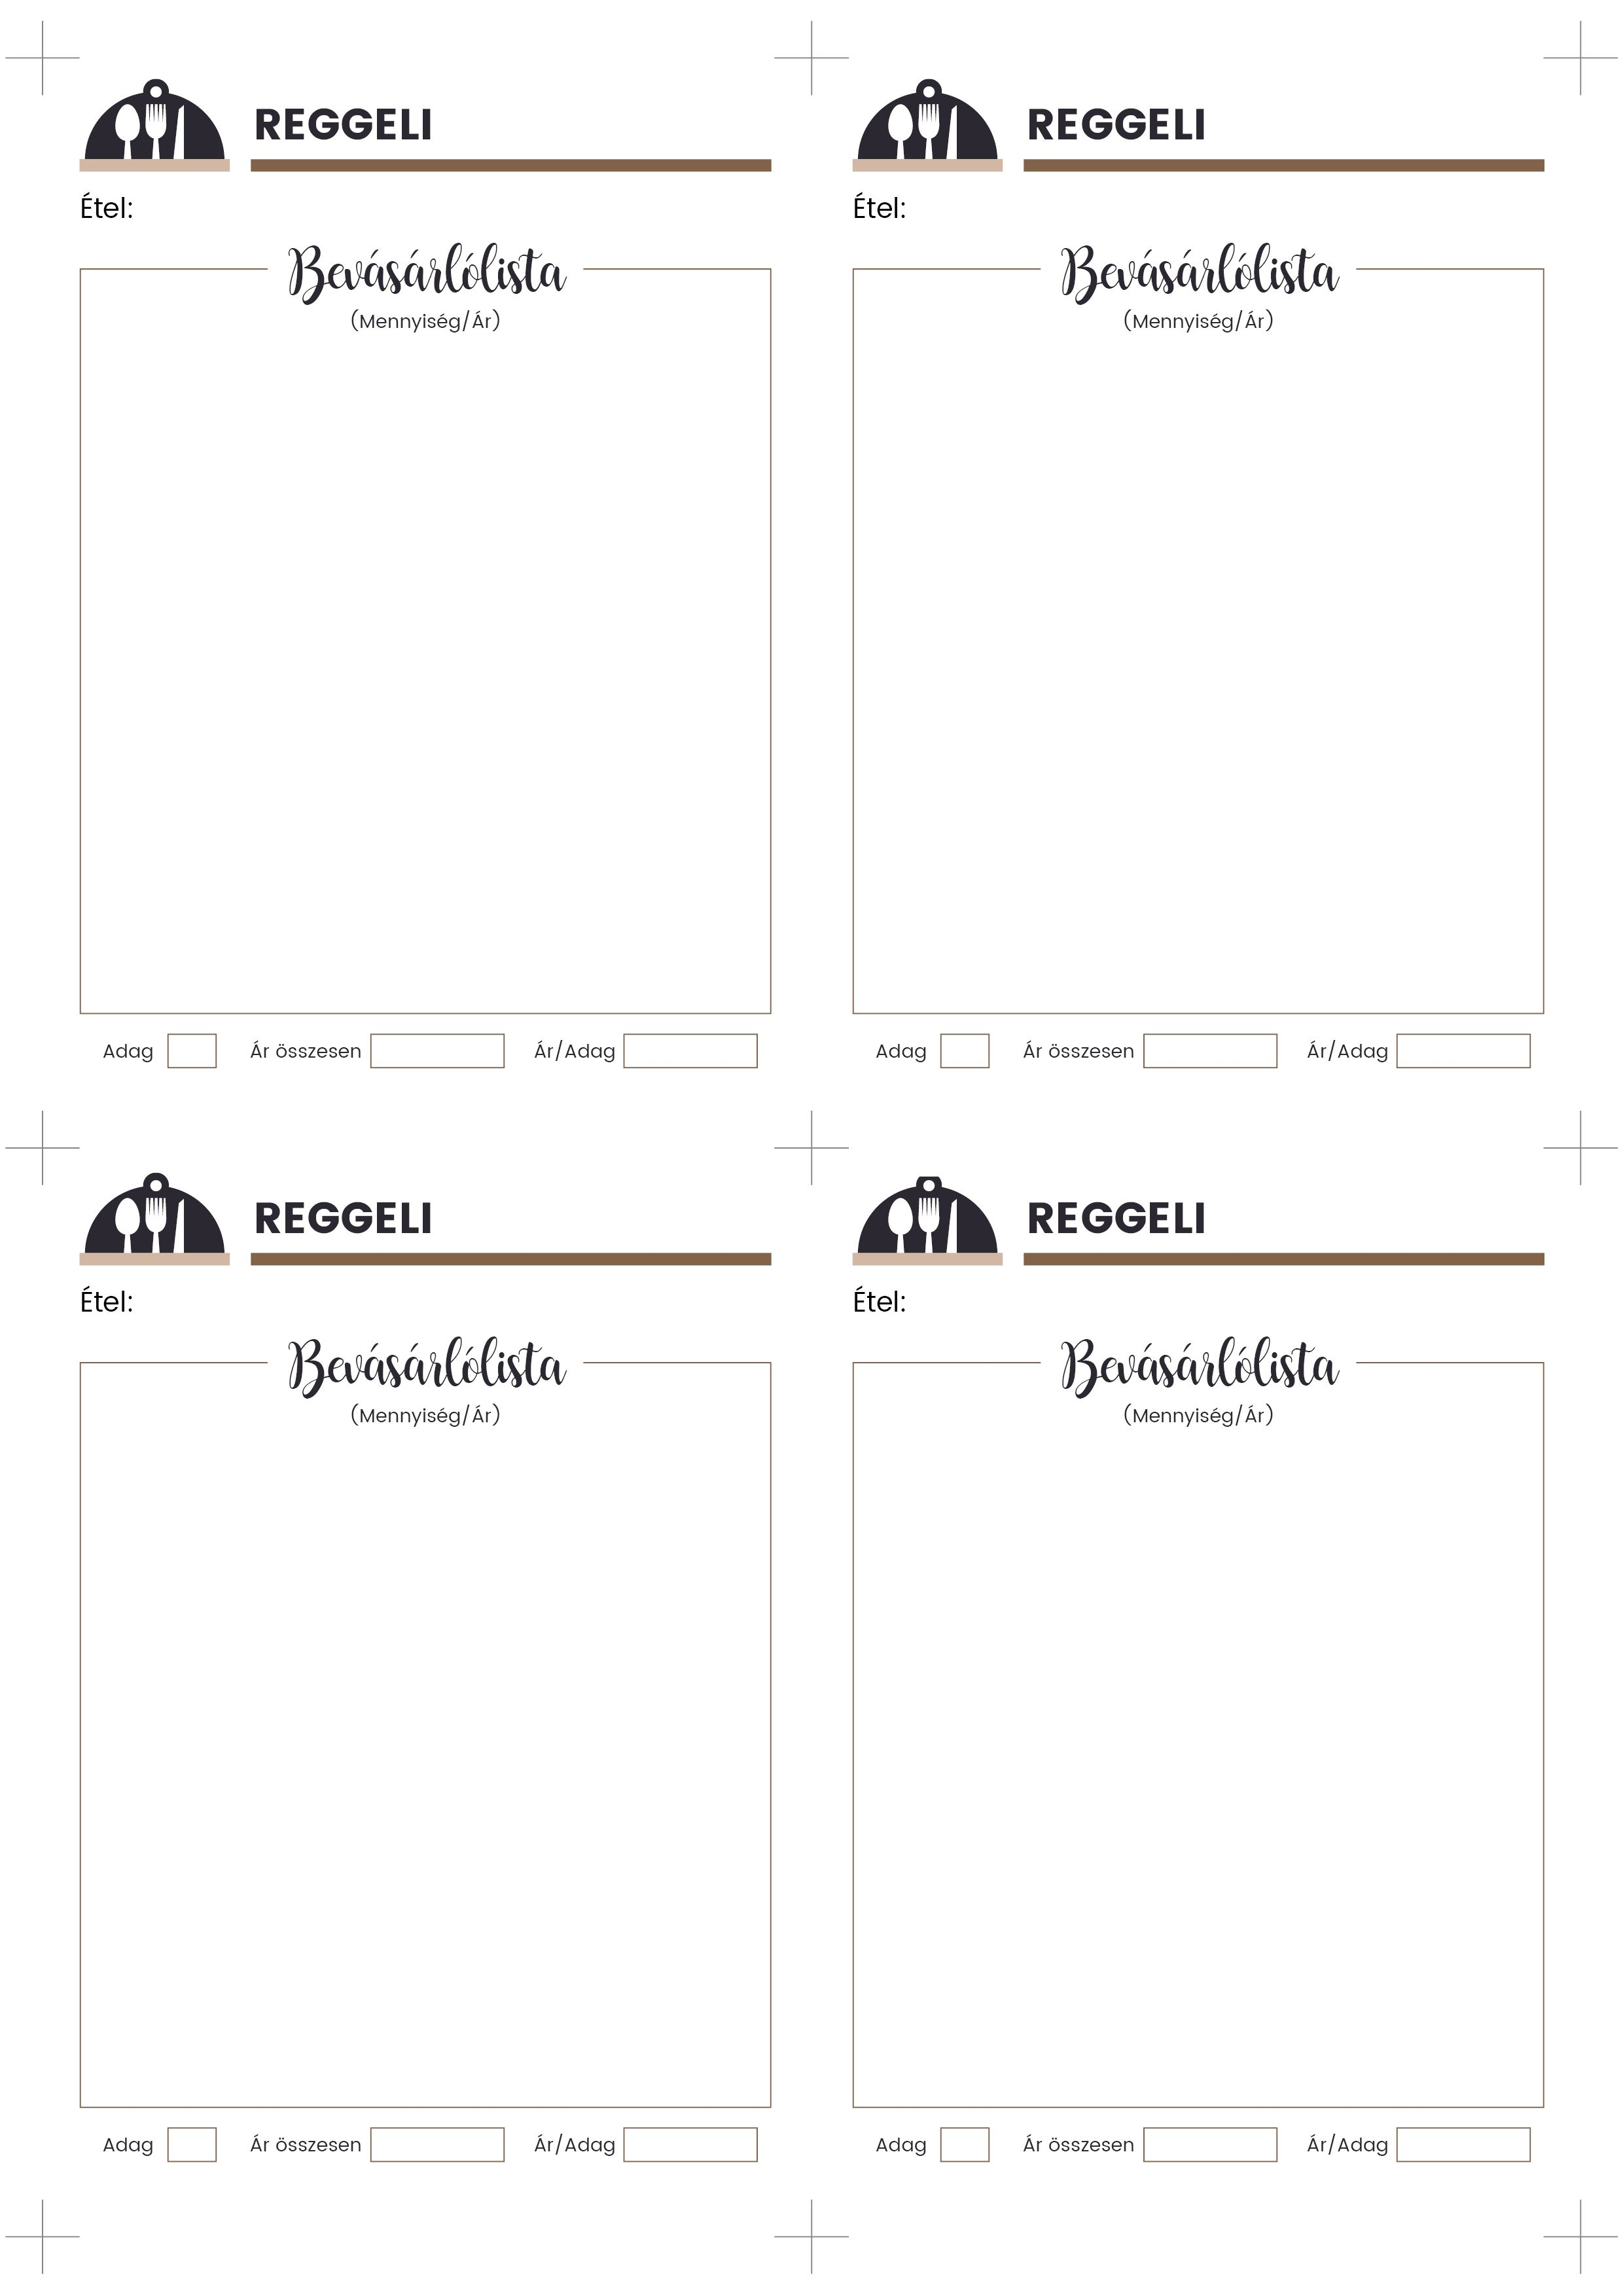 REGGELI
Étel:
Bevásárlólista
(Mennyiség/Ár)
Adag Ár összesen Ár/Adag
REGGELI
Étel:
Bevásárlólista
(Mennyiség/Ár)
Adag Ár összesen Ár/Adag
REGGELI
Étel:
Bevásárlólista
(Mennyiség/Ár)
Adag Ár összesen Ár/Adag
REGGELI
Étel:
Bevásárlólista
(Mennyiség/Ár)
Adag Ár összesen Ár/Adag